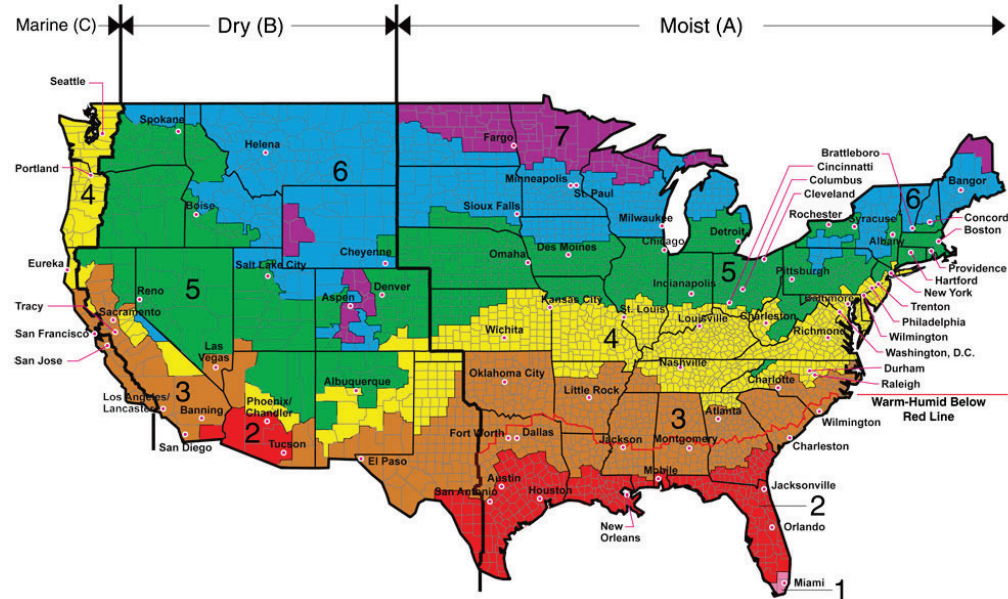 Marine (C)
Dry (B)
Moist (A)
Seattle
Spokane
Helena
Fargo
7
Brattleboro
Cincinnatti
Columbus
Cleveland
Portland
4
6
Minneapolis
St. Paul
Bangor
Boise
Sioux Falls
Milwaukee
Rochester
Syracuse
6
Concord
Boston
Detroit
Albany
Eureka
Cheyenne
Des Moines
Chicago
Salt Lake City
Omaha
5
Pittsburgh
Providence
Hartford
Reno
5
Aspen
Denver
Indianapolis
New York
Tracy
Sacramento
Kansas City
St. Louis
Louisville
Charleston
Baltimore
Trenton
Philadelphia
San Francisco
Wichita
4
Richmond
Wilmington
San Jose
Las
Vegas
Nashville
Washington, D.C.
Durham
Raleigh
3
Albuquerque
Oklahoma City
Little Rock
Charlotte
Los Angeles/
Lancaster
Banning
Phoenix/
Chandler
3
Atlanta
Warm-Humid Below
Red Line
2
Tucson
Fort Worth
Dallas
Jackson
Montgomery
Wilmington
San Diego
El Paso
Charleston
Austin
Mobile
San Antonio
Houston
Jacksonville
2
New
Orleans
Orlando
Miami
1